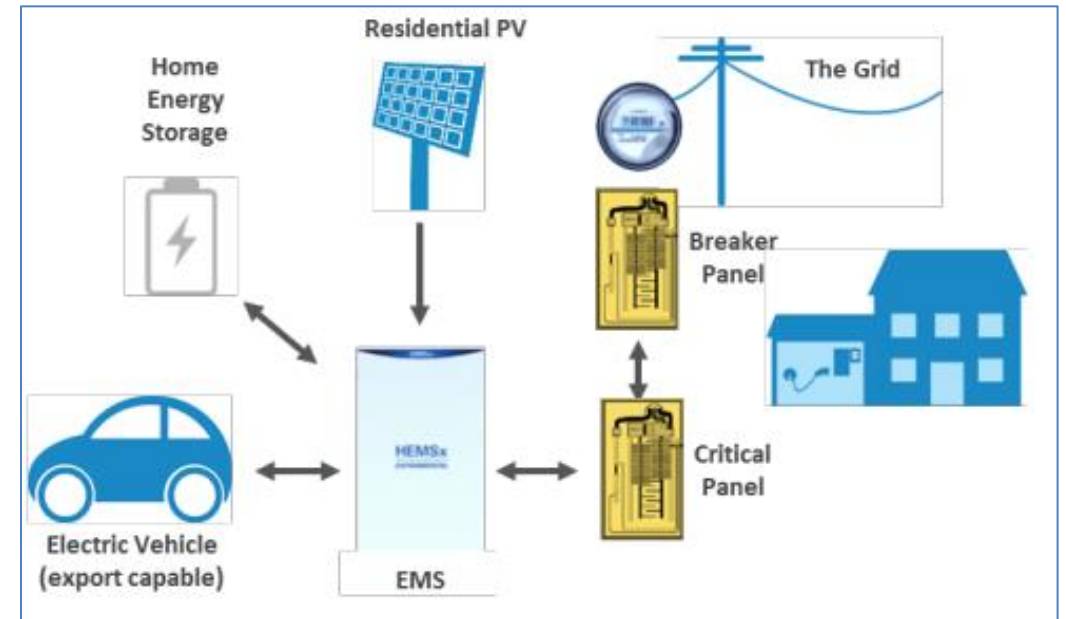 Residential PV
Home
Energy
Storage
The Grid
Breaker
Panel
HEMSx
Critical
Panel
Electric Vehicle
(export capable)
EMS